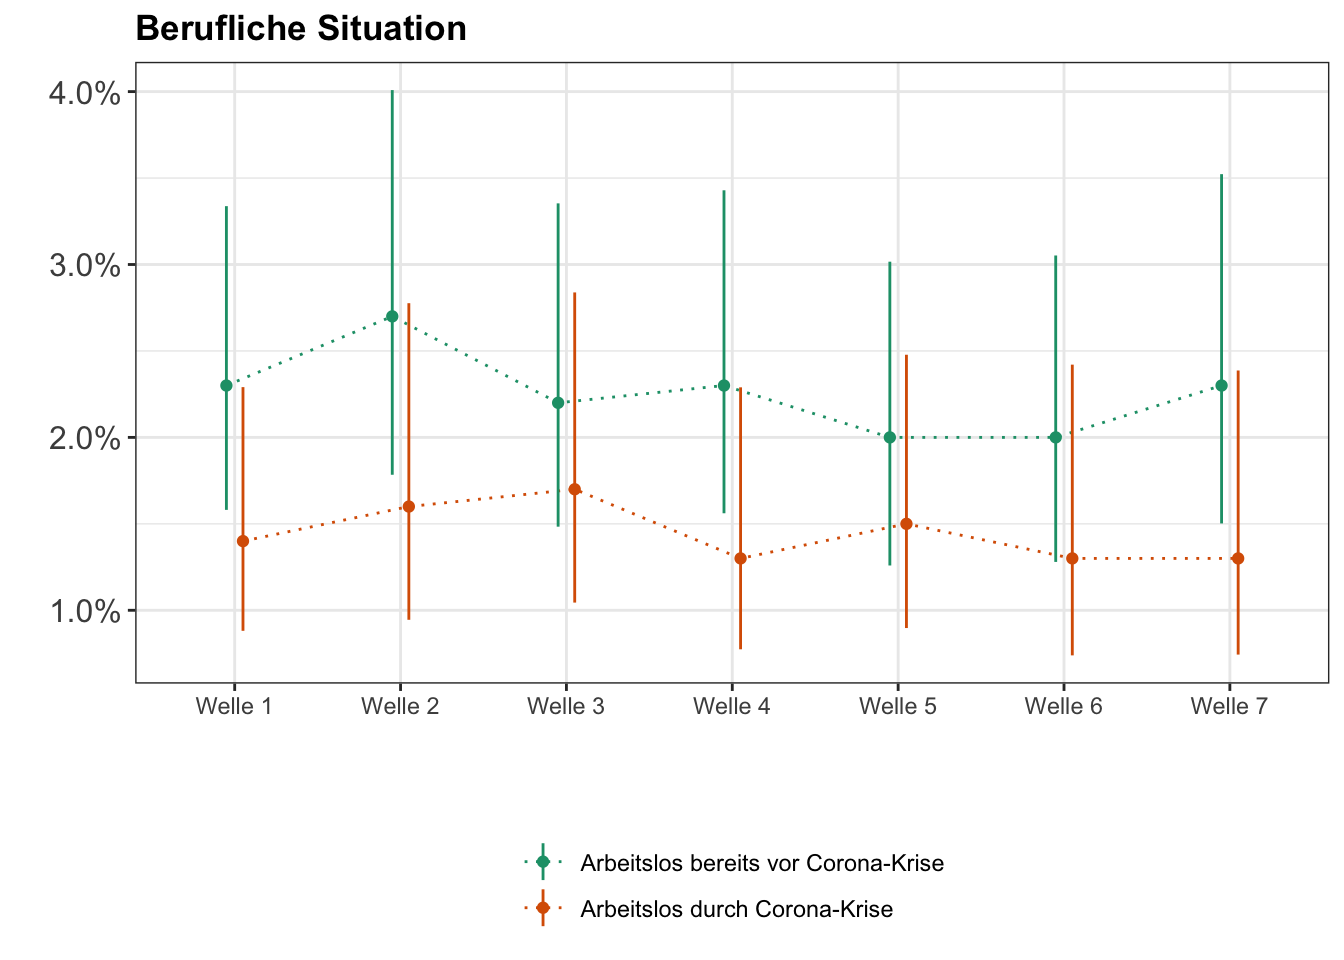 Berufliche Situation
4.0%
3.0%
2.0%
1.0%
Welle 1 Welle 2 Welle 3 Welle 4 Welle 5 Welle 6 Welle 7
Arbeitslos bereits vor Corona-Krise
Arbeitslos durch Corona-Krise